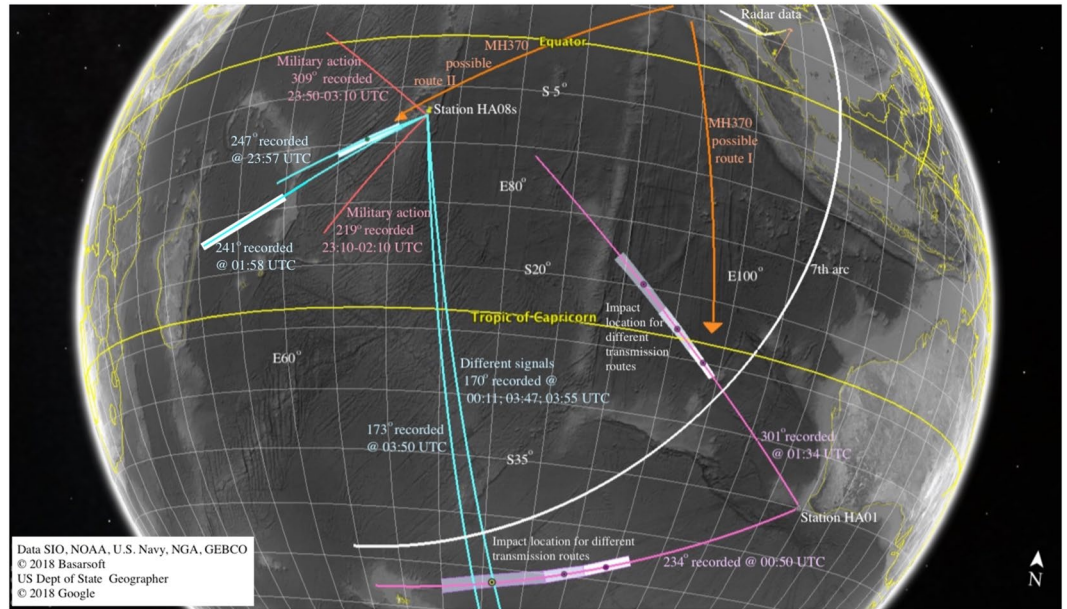 Radar data
MH370
possible
route II
Equator
Military action
309° recorded
23:50-03:10 UTC
S 5°
Station HA08s
MH370
possible
route I
247° recorded
@ 23:57 UTC
E80°
Military action
219° recorded
23:10-02:10 UTC
241° recorded
@ 01:58 UTC
S20°
E100°
7th arc
Tropic of Capricorn
Impact
location for
different
transmission
routes
E60°
Different signals
170° recorded @
00:11; 03:47; 03:55 UTC
173° recorded
@ 03:50 UTC
301° recorded
@ 01:34 UTC
S35°
Station HA01
Impact location for different
transmission routes
234° recorded @ 00:50 UTC
Data SIO, NOAA, U.S. Navy, NGA, GEBCO
© 2018 Basarsoft
US Dept of State Geographer
© 2018 Google
N